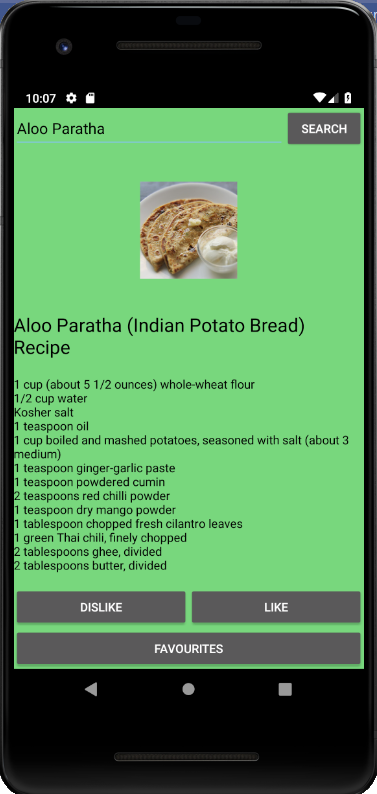 10:07
Aloo Paratha
SEARCH
Aloo Paratha (Indian Potato Bread)
Recipe
1 cup (about 5 1/2 ounces) whole-wheat flour
1/2 cup water
Kosher salt
1 teaspoon oil
1 cup boiled and mashed potatoes, seasoned with salt (about 3
medium)
1 teaspoon ginger-garlic paste
1 teaspoon powdered cumin
2 teaspoons red chilli powder
1 teaspoon dry mango powder
1 tablespoon chopped fresh cilantro leaves
1 green Thai chili, finely chopped
2 tablespoons ghee, divided
2 tablespoons butter, divided
DISLIKE
LIKE
FAVOURITES